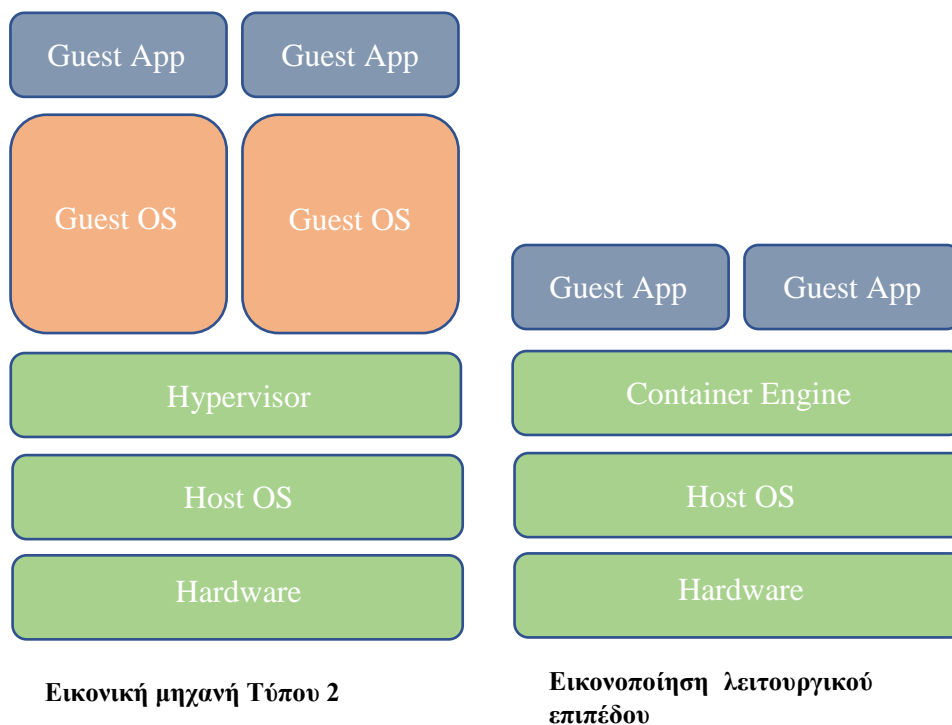 Guest App
Guest App
Guest OS
Guest OS
Hypervisor
Host OS
Hardware
Εικονική μηχανή Τύπου 2
Guest App
Guest App
Container Engine
Host OS
Hardware
Εικονοποίηση λειτουργικού
επιπέδου